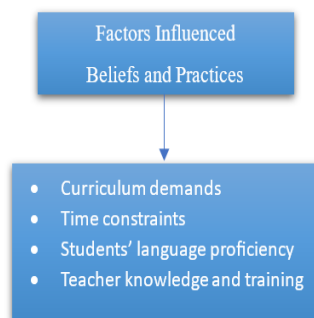 Factors Influenced
Beliefs and Practices
• Curriculum demands
• Time constraints
• Students’ language proficiency
• Teacher knowledge and training